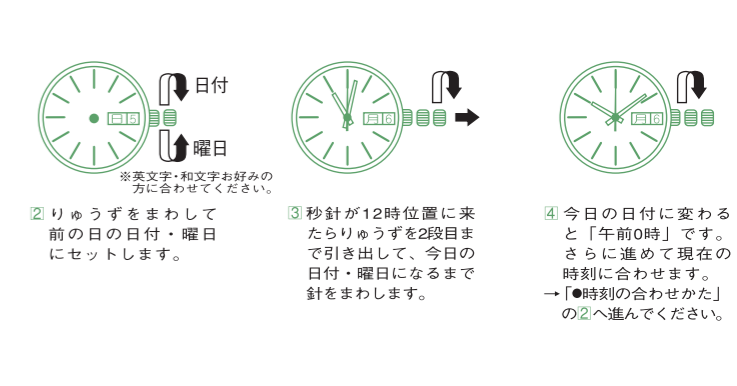 日付
日 5
曜日
※英文字・和文字お好みの
方に合わせてください。
2 りゅうずをまわして
前の日の日付・曜日
にセットします。
月 6
3 秒針が12時位置に来
たらりゅうずを2段目ま
で引き出して、今日の
日付・曜日になるまで
針をまわします。
月 6
4 今日の日付に変わる
と「午前0時」です。
さらに進めて現在の
時刻に合わせます。
→「●時刻の合わせかた」
の2へ進んでください。